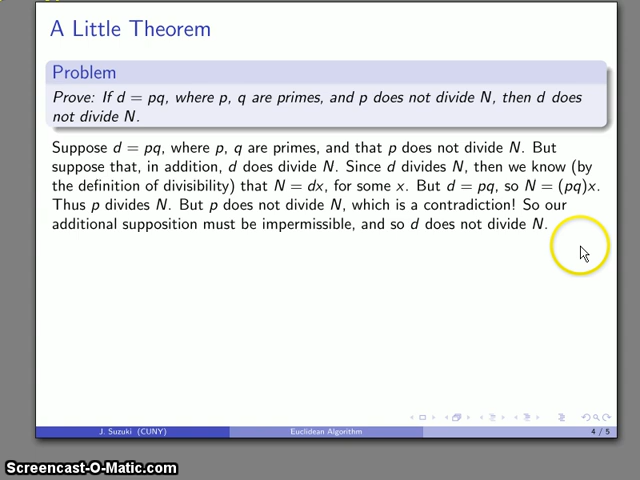 A Little Theorem
Problem
Prove: If d = pq, where p, q are primes, and p does not divide N, then d does
not divide N.
Suppose d = pq, where p, q are primes, and that p does not divide N. But
suppose that, in addition, d does divide N. Since d divides N, then we know (by
the definition of divisibility) that N = dx, for some x. But d = pq, so N = (pq)x.
Thus p divides N. But p does not divide N, which is a contradiction! So our
additional supposition must be impermissible, and so d does not divide N.
J. Suzuki (CUNY)
Euclidean Algorithm
4 / 5
Screencast-O-Matic.com